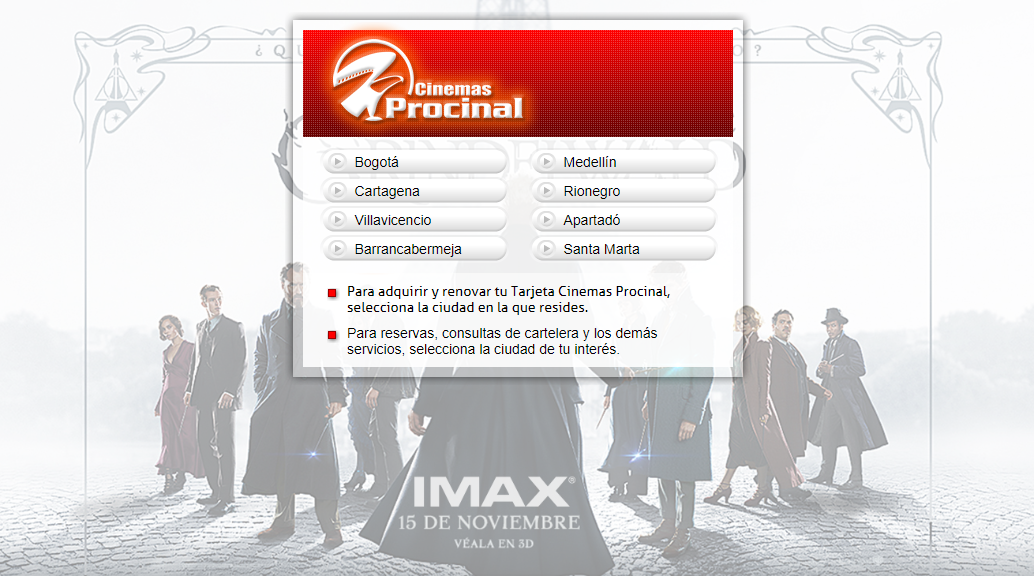 ¿ QU
O ?
Cinemas
Procinal
Bogotá
Medellín
Cartagena
Rionegro
Villavicencio
Apartadó
Barrancabermeja
Santa Marta
Para adquirir y renovar tu Tarjeta Cinemas Procinal,
selecciona la ciudad en la que resides.
Para reservas, consultas de cartelera y los demás
servicios, selecciona la ciudad de tu interés.
IMAX®
15 DE NOVIEMBRE
VÉALA EN 3D